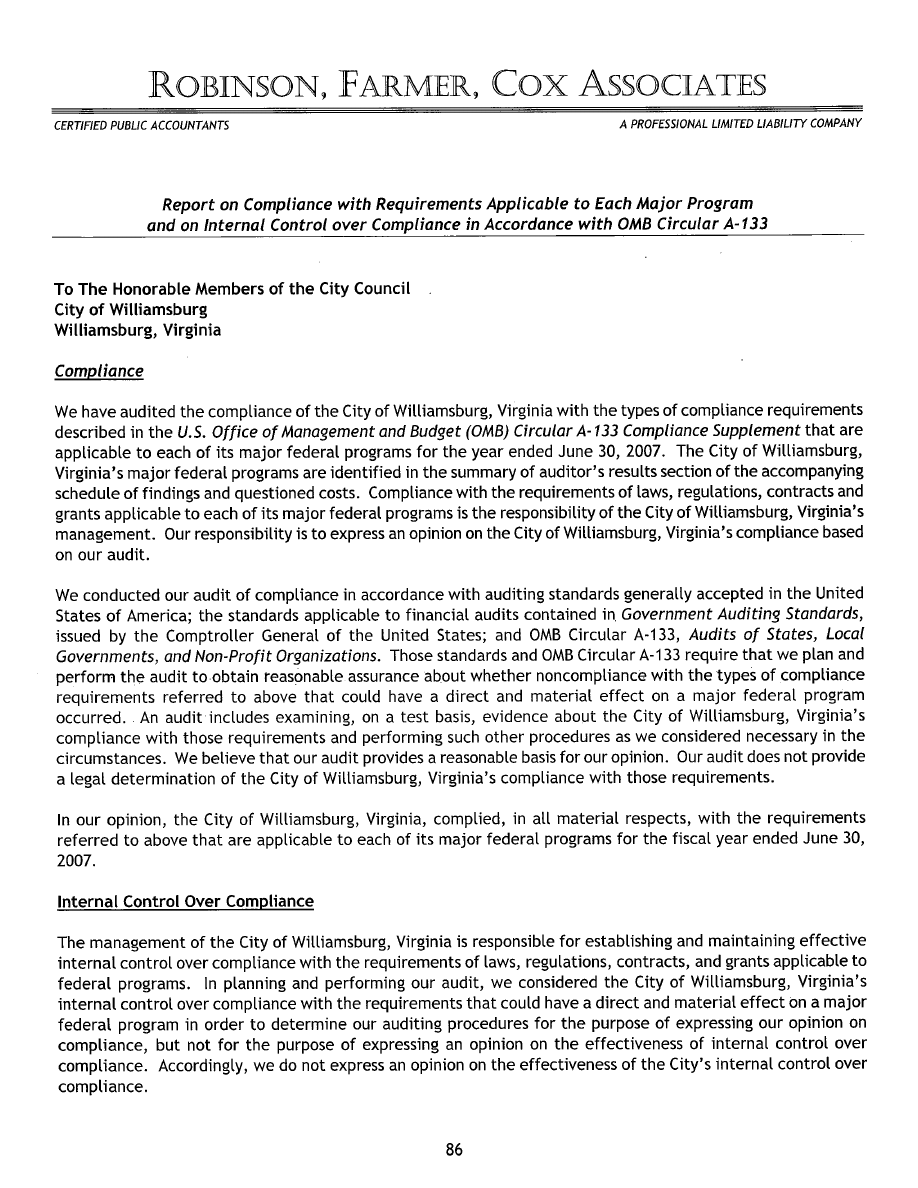 ROBINSON, FARMER, COX ASSOCIATES
CERTIFIED PUBLIC ACCOUNTANTS A PROFESSIONAL LIMITED LIABILITY COMPANY
Report on Compliance with Requirements Applicable to Each Major Program
and on Internal Control over Compliance in Accordance with OMB Circular A-133
To The Honorable Members of the City Council
City of Williamsburg
Williamsburg, Virginia
Compliance
We have audited the compliance of the City of Williamsburg, Virginia with the types of compliance requirements
described in the U.S. Office of Management and Budget (OMB) Circular A-133 Compliance Supplement that are
applicable to each of its major federal programs for the year ended June 30, 2007. The City of Williamsburg,
Virginia's major federal programs are identified in the summary of auditor's results section of the accompanying
schedule of findings and questioned costs. Compliance with the requirements of laws, regulations, contracts and
grants applicable to each of its major federal programs is the responsibility of the City of Williamsburg, Virginia's
management. Our responsibility is to express an opinion on the City of Williamsburg, Virginia's compliance based
on our audit.
We conducted our audit of compliance in accordance with auditing standards generally accepted in the United
States of America; the standards applicable to financial audits contained in Government Auditing Standards,
issued by the Comptroller General of the United States; and OMB Circular A-133, Audits of States, Local
Governments, and Non-Profit Organizations. Those standards and OMB Circular A-133 require that we plan and
perform the audit to obtain reasonable assurance about whether noncompliance with the types of compliance
requirements referred to above that could have a direct and material effect on a major federal program
occurred. An audit includes examining, on a test basis, evidence about the City of Williamsburg, Virginia's
compliance with those requirements and performing such other procedures as we considered necessary in the
circumstances. We believe that our audit provides a reasonable basis for our opinion. Our audit does not provide
a legal determination of the City of Williamsburg, Virginia's compliance with those requirements.
In our opinion, the City of Williamsburg, Virginia, complied, in all material respects, with the requirements
referred to above that are applicable to each of its major federal programs for the fiscal year ended June 30,
2007.
Internal Control Over Compliance
The management of the City of Williamsburg, Virginia is responsible for establishing and maintaining effective
internal control over compliance with the requirements of laws, regulations, contracts, and grants applicable to
federal programs. In planning and performing our audit, we considered the City of Williamsburg, Virginia's
internal control over compliance with the requirements that could have a direct and material effect on a major
federal program in order to determine our auditing procedures for the purpose of expressing our opinion on
compliance, but not for the purpose of expressing an opinion on the effectiveness of internal control over
compliance. Accordingly, we do not express an opinion on the effectiveness of the City's internal control over
compliance.
86